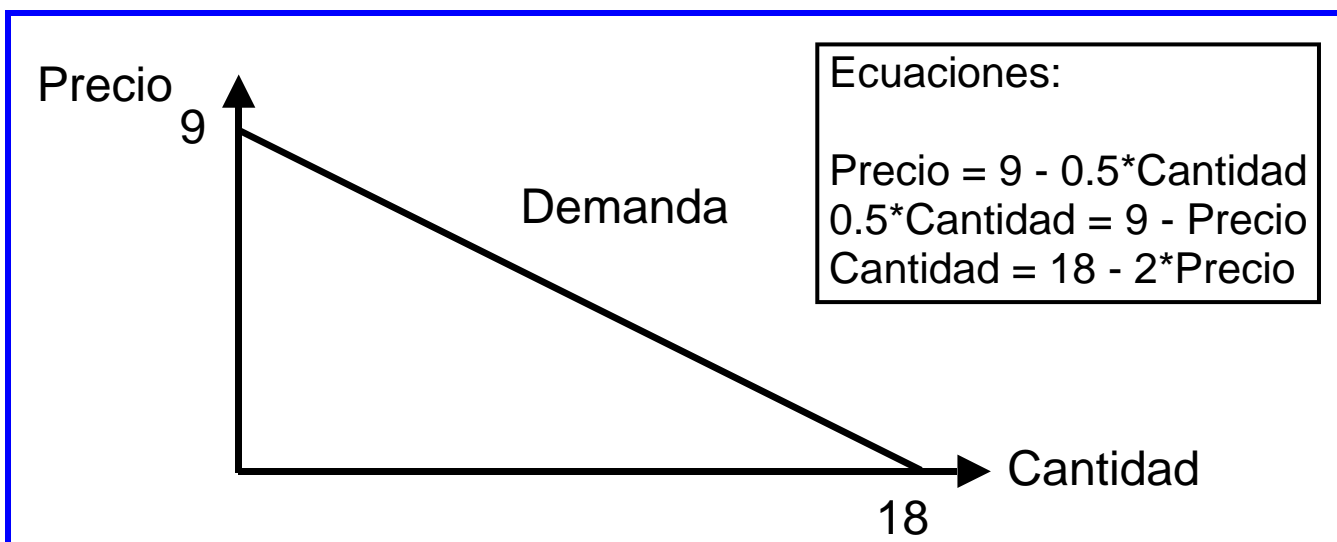 Precio
9
Demanda
Ecuaciones:
Precio = 9 - 0.5*Cantidad
0.5*Cantidad = 9 - Precio
Cantidad = 18 - 2*Precio
Cantidad
18